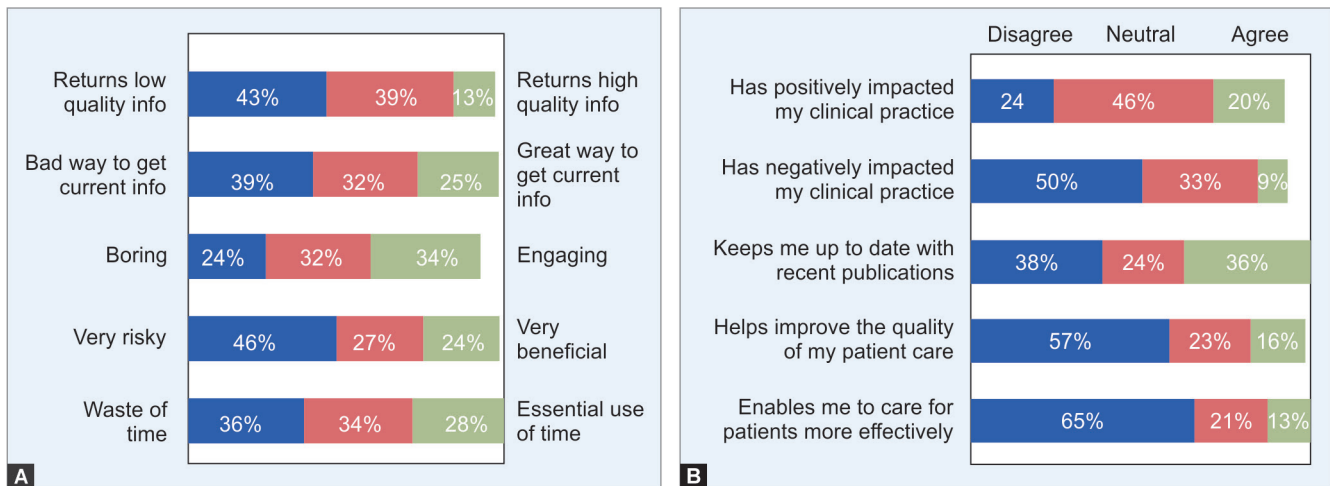 Returns low
quality info
43%
39%
13%
Returns high
quality info
Bad way to get
current info
39%
32%
25%
Great way to
get current
info
Boring
24%
32%
34%
Engaging
Very risky
46%
27%
24%
Very
beneficial
Waste of
time
36%
34%
28%
Essential use
of time
A
Disagree
Neutral
Agree
Has positively impacted
my clinical practice
24
46%
20%
Has negatively impacted
my clinical practice
50%
33%
9%
Keeps me up to date with
recent publications
38%
24%
36%
Helps improve the quality
of my patient care
57%
23%
16%
Enables me to care for
patients more effectively
65%
21%
13%
B